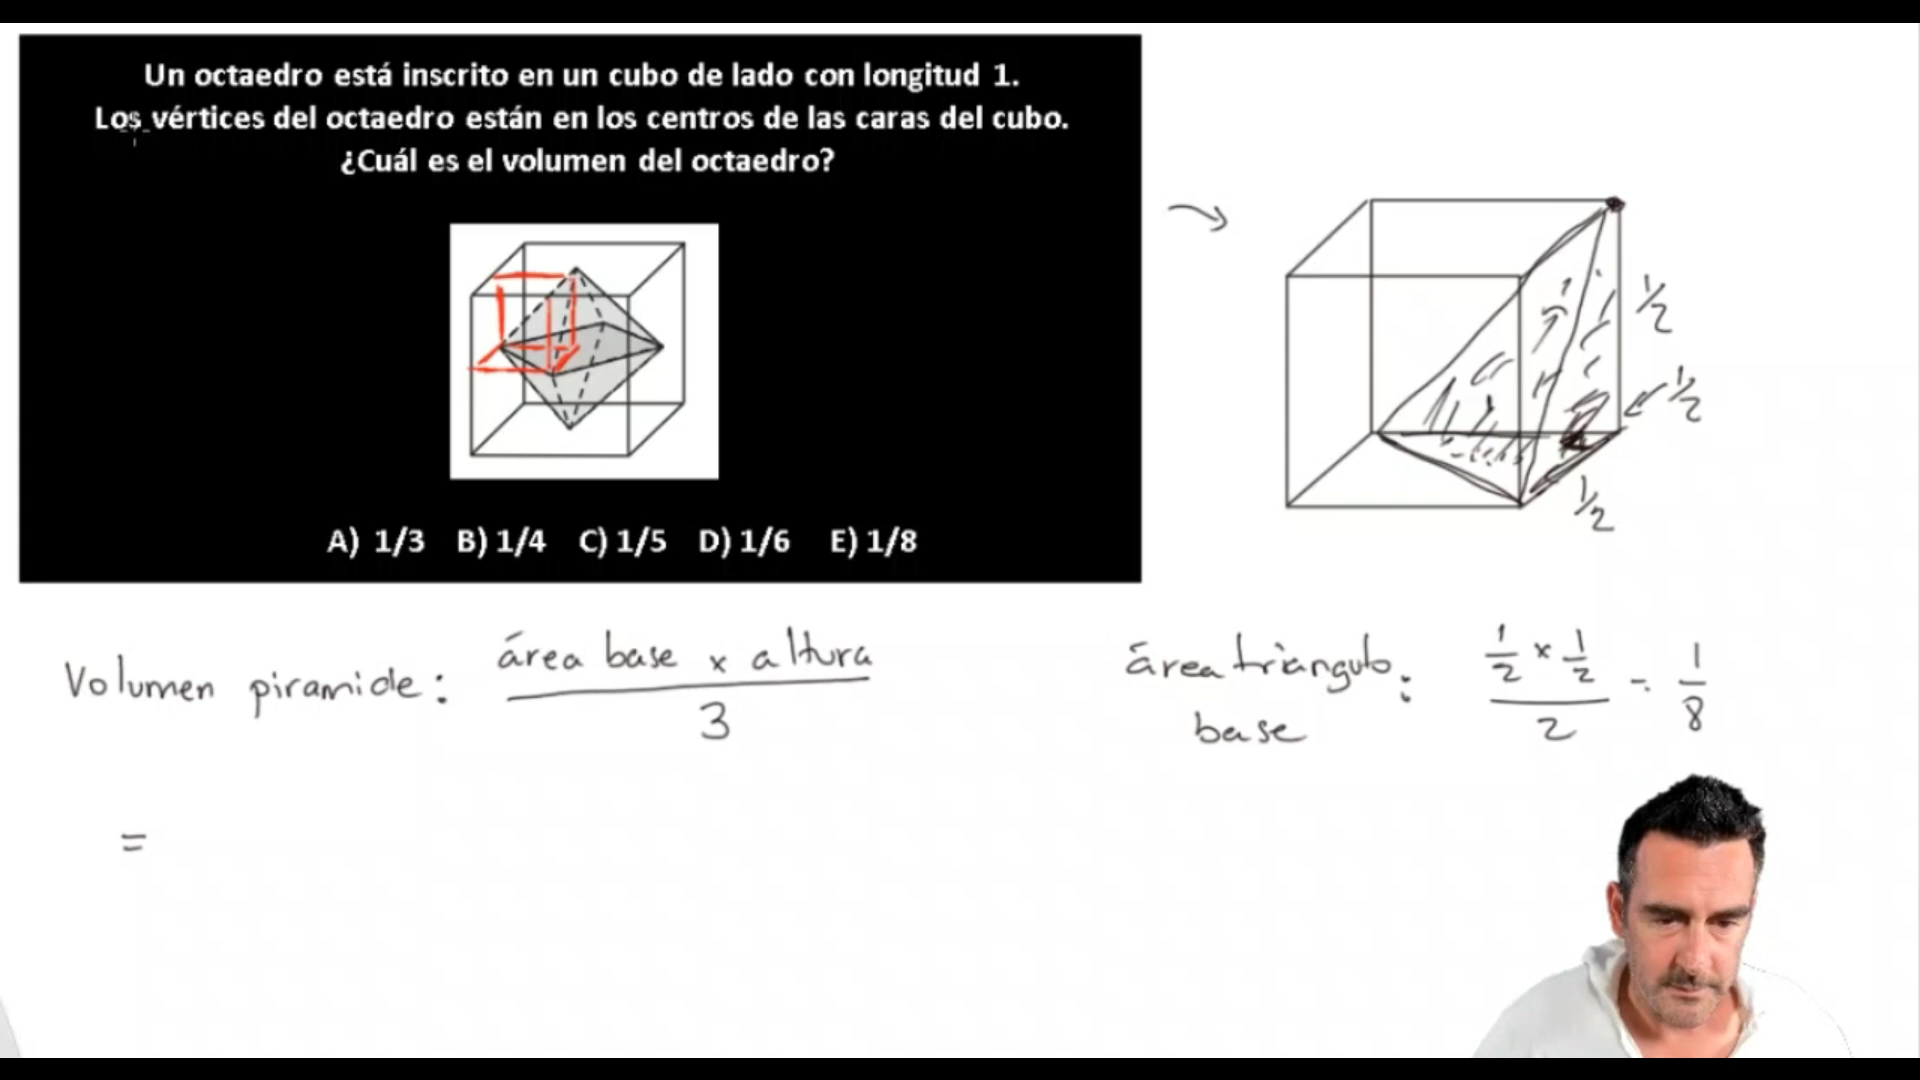 Un octaedro está inscrito en un cubo de lado con longitud 1.
Los vértices del octaedro están en los centros de las caras del cubo.
¿Cuál es el volumen del octaedro?
A) 1/3 B) 1/4 C) 1/5 D) 1/6 E) 1/8
1/2
1/2
1/2
Volumen piramide: área base x altura / 3
área triángulo base: 1/2 x 1/2 / 2 = 1/8
=